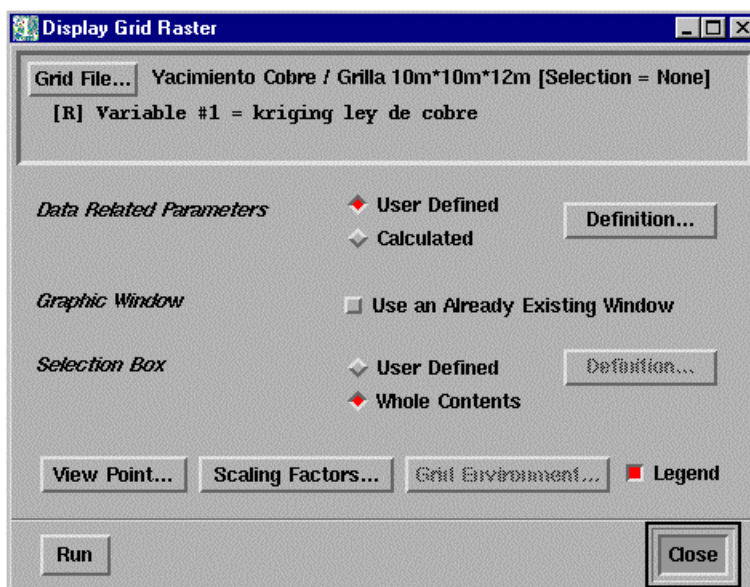 Display Grid Raster
Grid File... Yacimiento Cobre / Grilla 10m*10m*12m [Selection = None]
[R] Variable #1 = kriging ley de cobre
Data Related Parameters
User Defined
Definition...
Calculated
Graphic Window
Use an Already Existing Window
Selection Box
User Defined
Definition...
Whole Contents
View Point... Scaling Factors... Grid Environment... Legend
Run Close